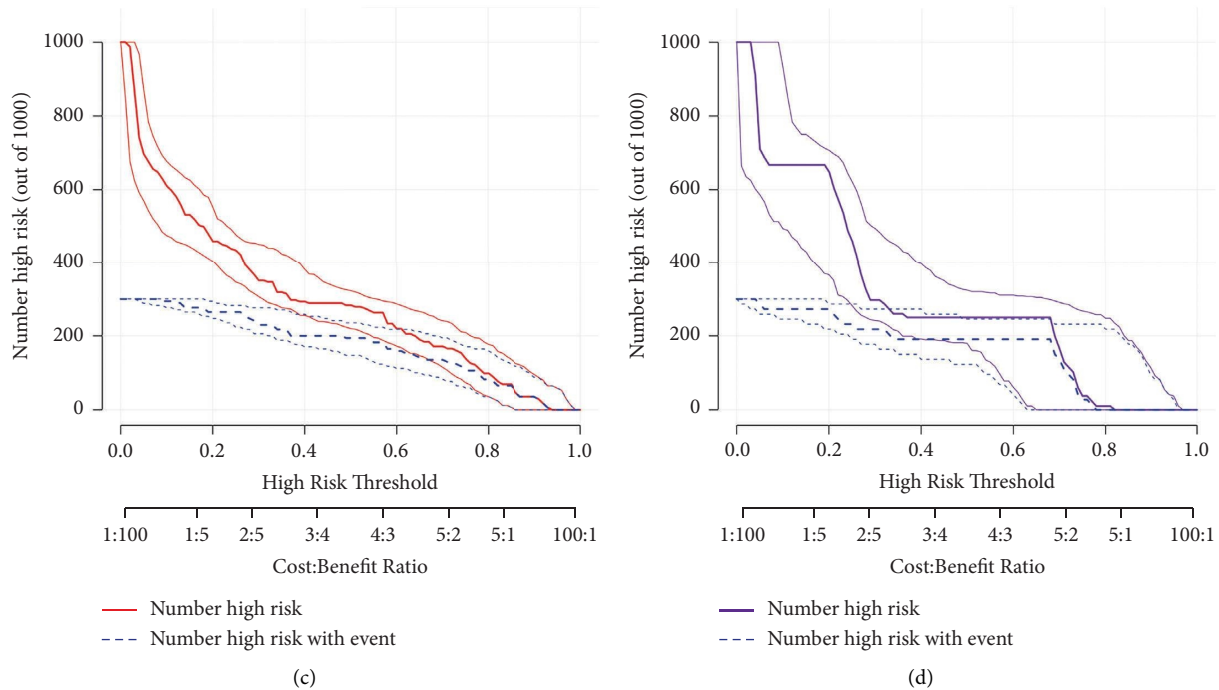 Number high risk (out of 1000)
1000
800
600
400
200
0
0.0 0.2 0.4 0.6 0.8 1.0
High Risk Threshold
1:100 1:5 2:5 3:4 4:3 5:2 5:1 100:1
Cost:Benefit Ratio
Number high risk
Number high risk with event
(c)
Number high risk (out of 1000)
1000
800
600
400
200
0
0.0 0.2 0.4 0.6 0.8 1.0
High Risk Threshold
1:100 1:5 2:5 3:4 4:3 5:2 5:1 100:1
Cost:Benefit Ratio
Number high risk
Number high risk with event
(d)